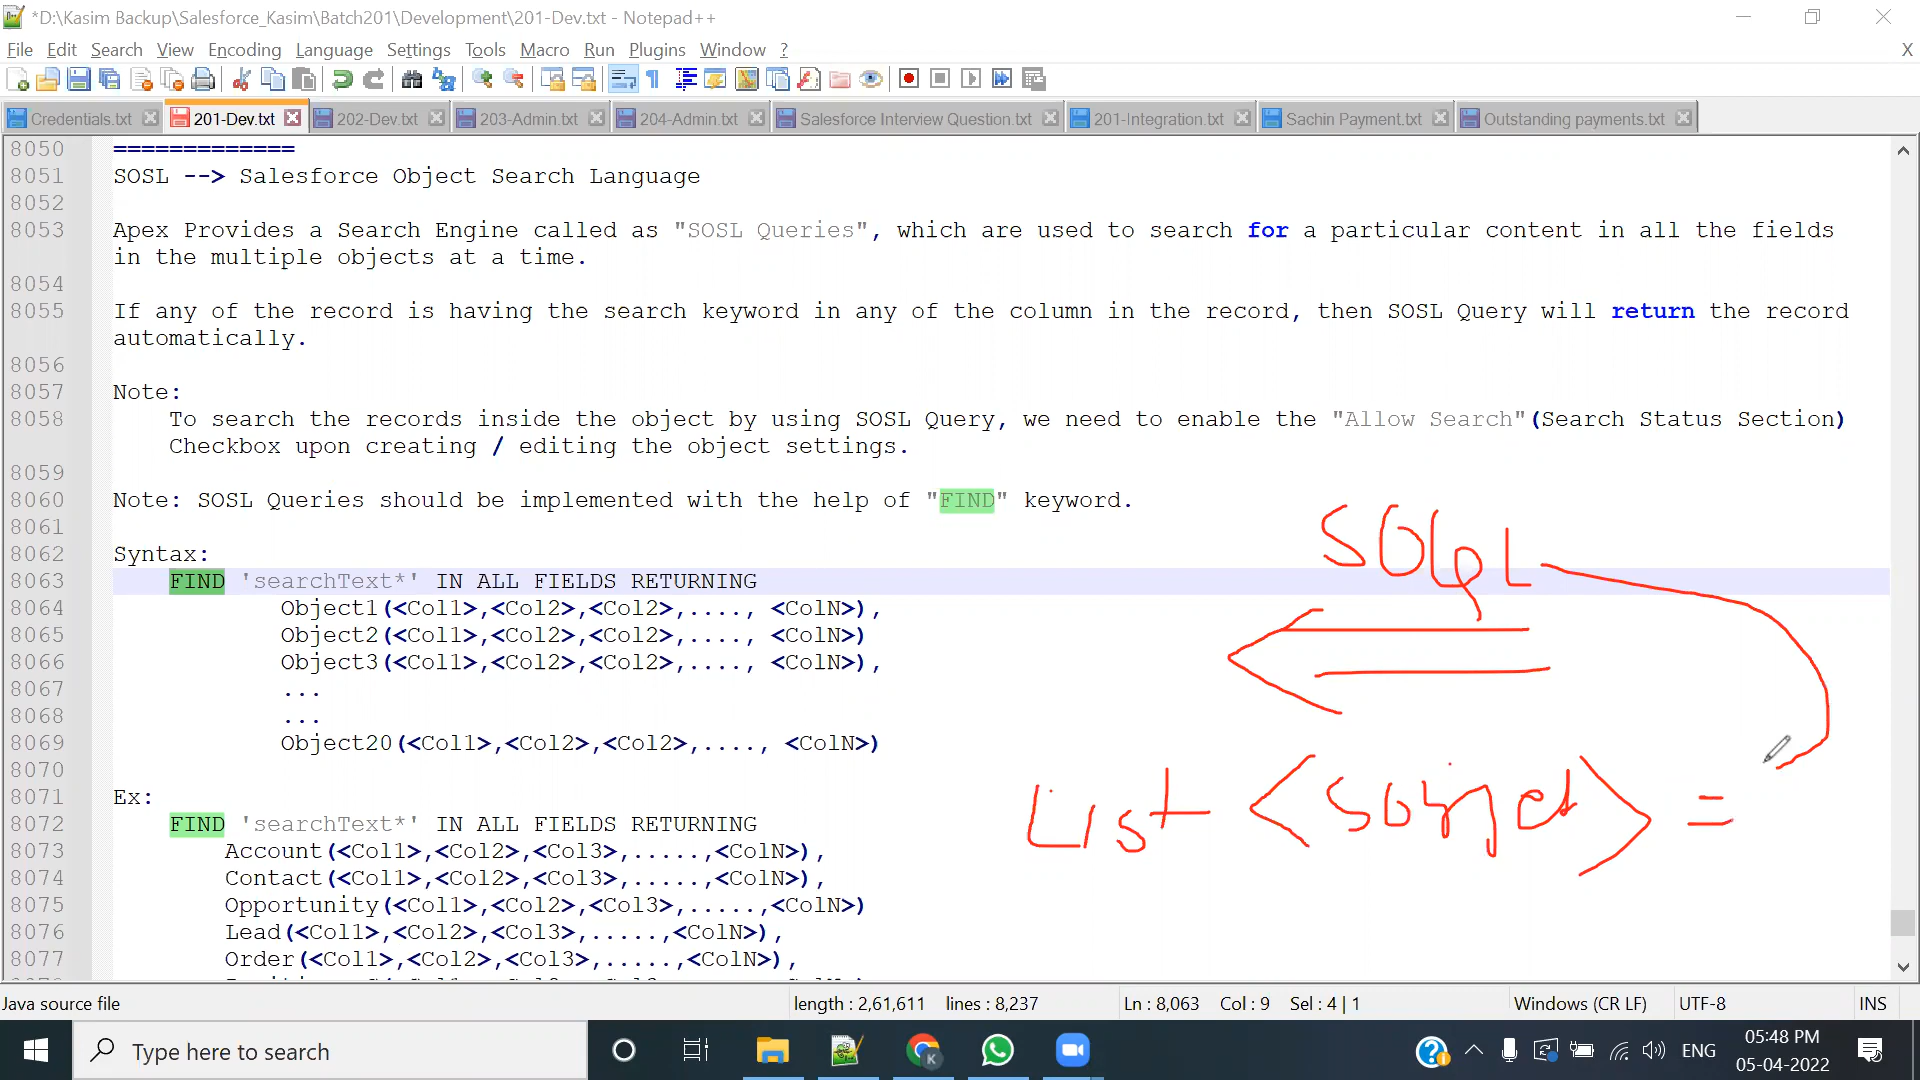 *D:\Kasim Backup\Salesforce_Kasim\Batch201\Development\201-Dev.txt - Notepad++
File Edit Search View Encoding Language Settings Tools Macro Run Plugins Window ? X
Credentials.txt 201-Dev.txt 202-Dev.txt 203-Admin.txt 204-Admin.txt Salesforce Interview Question.txt 201-Integration.txt Sachin Payment.txt Outstanding payments.txt
8050 =============
8051 SOSL --> Salesforce Object Search Language
8052
8053 Apex Provides a Search Engine called as "SOSL Queries", which are used to search for a particular content in all the fields
in the multiple objects at a time.
8054
8055 If any of the record is having the search keyword in any of the column in the record, then SOSL Query will return the record
automatically.
8056
8057 Note:
8058 To search the records inside the object by using SOSL Query, we need to enable the "Allow Search"(Search Status Section)
Checkbox upon creating / editing the object settings.
8059
8060 Note: SOSL Queries should be implemented with the help of "FIND" keyword.
8061
8062 Syntax:
8063 FIND 'searchText*' IN ALL FIELDS RETURNING
8064 Object1(<Col1>,<Col2>,<Col2>,...., <ColN>),
8065 Object2(<Col1>,<Col2>,<Col2>,...., <ColN>)
8066 Object3(<Col1>,<Col2>,<Col2>,...., <ColN>),
8067 ...
8068 ...
8069 Object20(<Col1>,<Col2>,<Col2>,...., <ColN>)
8070
8071 Ex:
8072 FIND 'searchText*' IN ALL FIELDS RETURNING
8073 Account(<Col1>,<Col2>,<Col3>,.....,<ColN>),
8074 Contact(<Col1>,<Col2>,<Col3>,.....,<ColN>),
8075 Opportunity(<Col1>,<Col2>,<Col3>,.....,<ColN>)
8076 Lead(<Col1>,<Col2>,<Col3>,.....,<ColN>),
8077 Order(<Col1>,<Col2>,<Col3>,.....,<ColN>),
SOQL
List < > =
Java source file length : 2,61,611 lines : 8,237 Ln : 8,063 Col : 9 Sel : 4 | 1 Windows (CR LF) UTF-8 INS
Type here to search
ENG
05:48 PM
05-04-2022